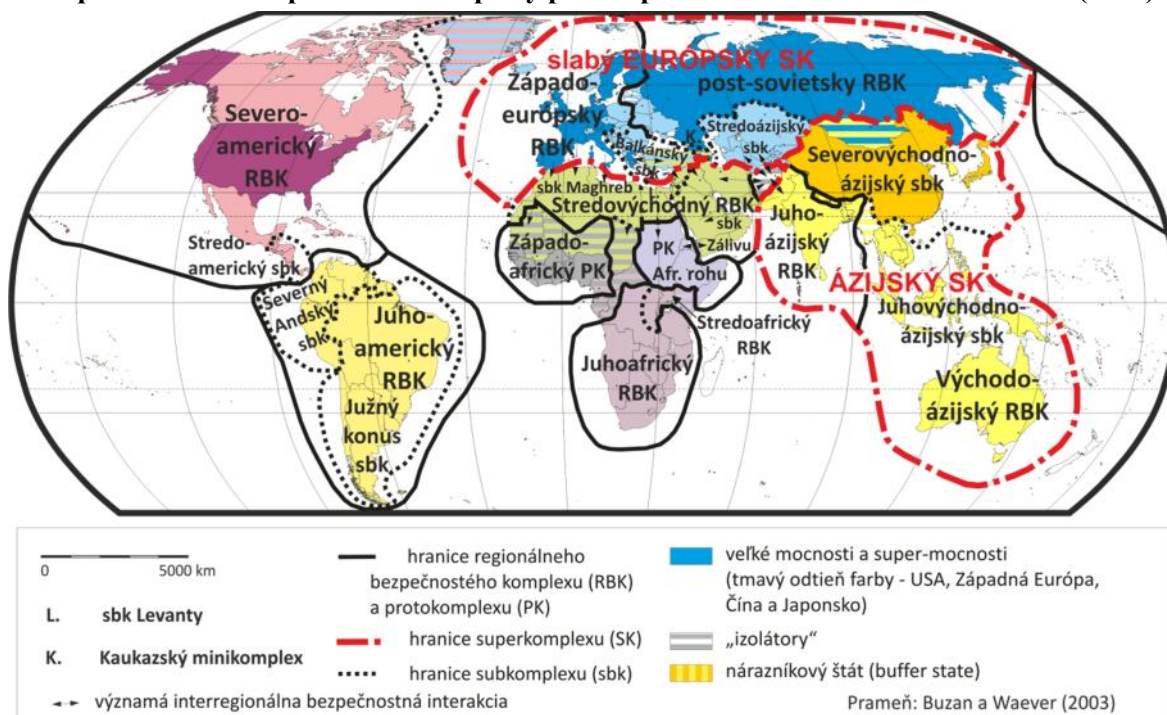 slabý EURÓPSKY SK
Západo-
európsky
RBK
post-sovietsky RBK
Severo-
americký
RBK
K
Stredoázijský
sbk
Balkánsky
sbk
Severovýchodno-
ázijský sbk
sbk Maghreb
Stredovýchodný RBK
sbk
Zálivu
Juho-
ázijský
RBK
Stredo-
americký sbk
Západo-
africký PK
PK
Afr. rohu
ÁZIJSKÝ SK
Severný
Andský
sbk
Juho-
americký
RBK
Stredoafrický
RBK
Juhovýchodno-
ázijský sbk
Juhoafrický
RBK
Východo-
ázijský RBK
Južný
konus
sbk
0 5000 km
L. sbk Levanty
K. Kaukazský minikomplex
význama interregionálna bezpečnostná interakcia
hranice regionálneho
bezpečnostého komplexu (RBK)
a protokomplexu (PK)
hranice superkomplexu (SK)
hranice subkomplexu (sbk)
veľké mocnosti a super-mocnosti
(tmavý odtieň farby - USA, Západná Európa,
Čína a Japonsko)
„izolátory“
nárazníkový štát (buffer state)
Prameň: Buzan a Waever (2003)